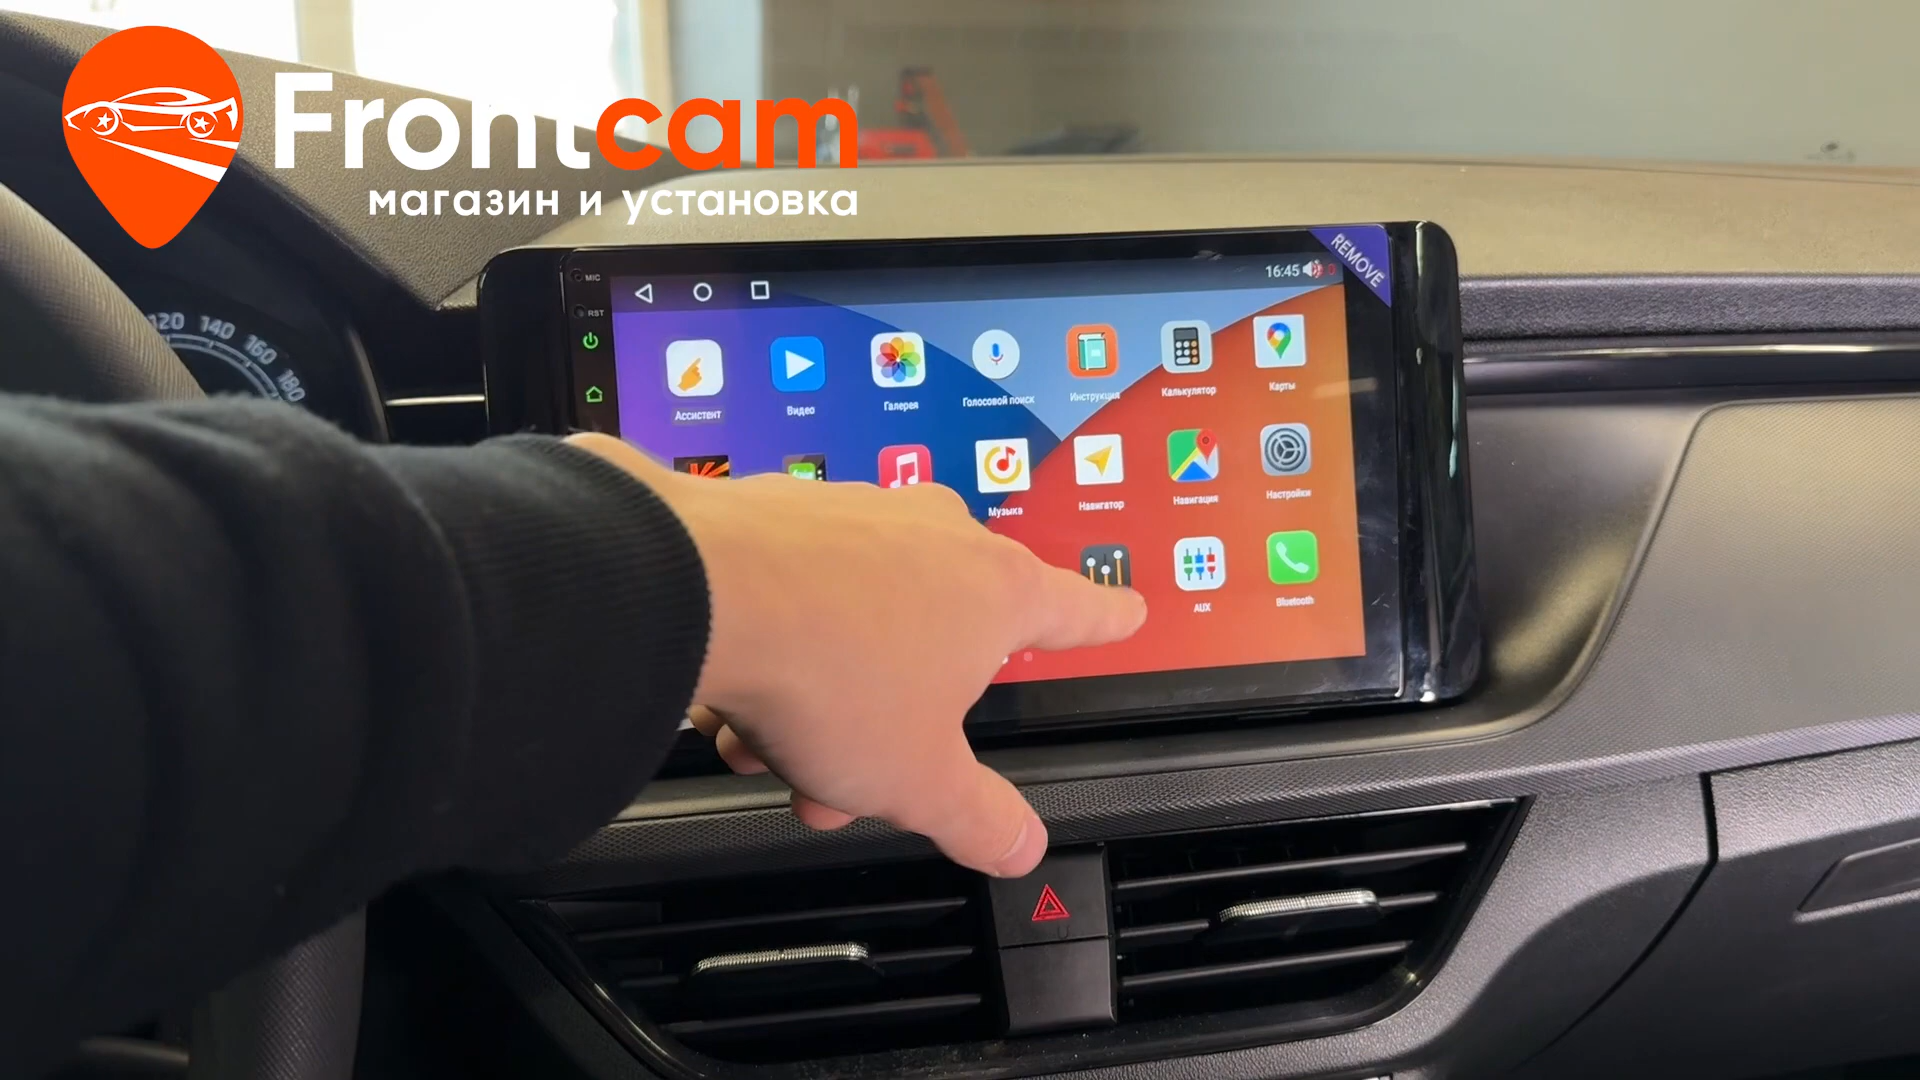 Frontcam
магазин и установка
REMOVE
MIC
16:45
RST
120 140 160 180
Ассистент
Видео
Галерея
Голосовой поиск
Инструкция
Калькулятор
Карты
Музыка
Навигатор
Навигация
Настройки
AUX
Bluetooth